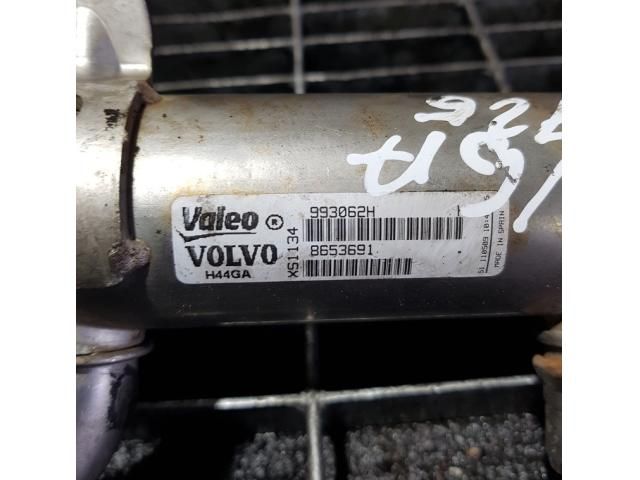 Valeo ® 993062H
VOLVO 8653691
H44GA
XS1134
MADE IN SPAIN